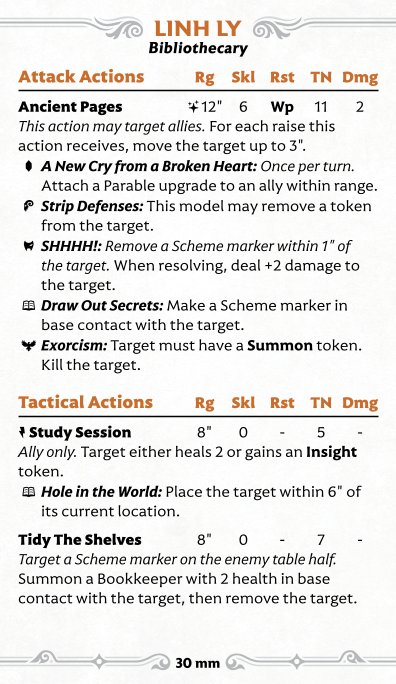 LINH LY
Bibliothecary
Attack Actions Rg Skl Rst TN Dmg
Ancient Pages 12" 6 Wp 11 2
This action may target allies. For each raise this
action receives, move the target up to 3".
A New Cry from a Broken Heart: Once per turn.
Attach a Parable upgrade to an ally within range.
Strip Defenses: This model may remove a token
from the target.
SHHHH!: Remove a Scheme marker within 1" of
the target. When resolving, deal +2 damage to
the target.
Draw Out Secrets: Make a Scheme marker in
base contact with the target.
Exorcism: Target must have a Summon token.
Kill the target.
Tactical Actions Rg Skl Rst TN Dmg
Study Session 8" 0 - 5 -
Ally only. Target either heals 2 or gains an Insight
token.
Hole in the World: Place the target within 6" of
its current location.
Tidy The Shelves 8" 0 - 7 -
Target a Scheme marker on the enemy table half.
Summon a Bookkeeper with 2 health in base
contact with the target, then remove the target.
30 mm